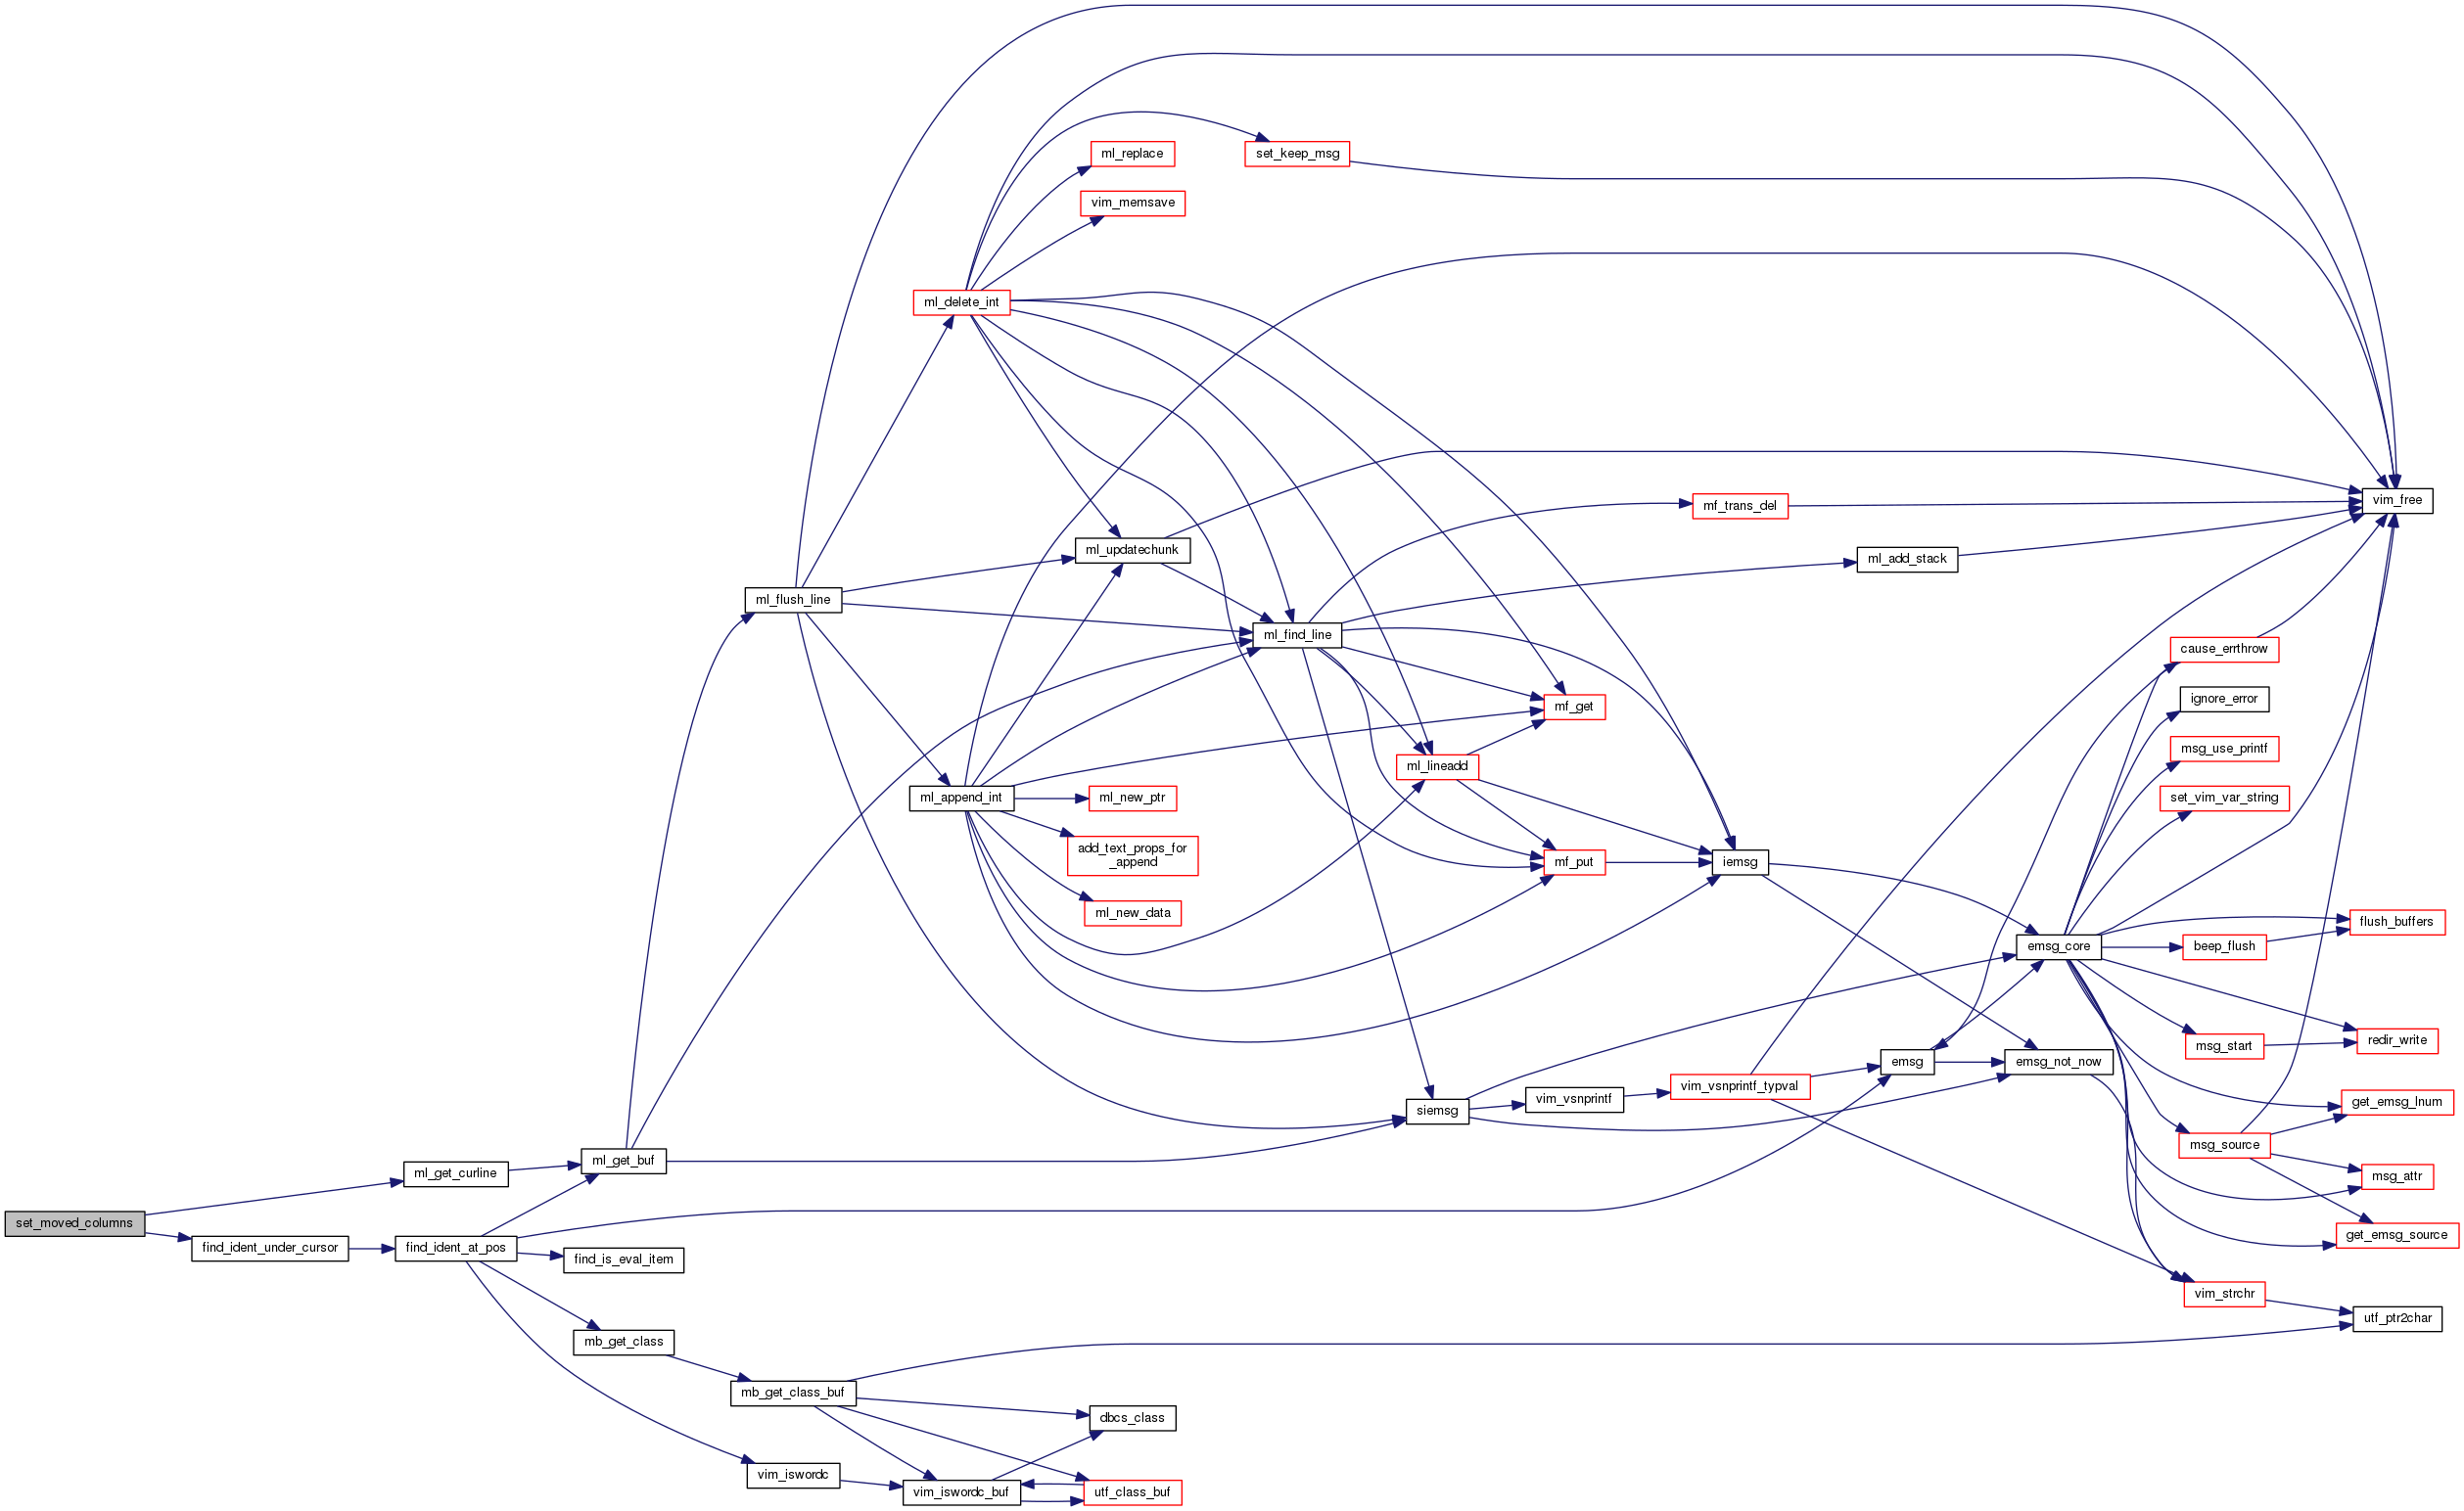 ml_replace
set_keep_msg
vim_memsave
ml_delete_int
vim_free
mf_trans_del
ml_updatechunk
ml_add_stack
ml_flush_line
ml_find_line
cause_errthrow
ignore_error
mf_get
msg_use_printf
ml_lineadd
ml_append_int
ml_new_ptr
set_vim_var_string
add_text_props_for
_append
mf_put
iemsg
ml_new_data
flush_buffers
emsg_core
beep_flush
redir_write
msg_start
emsg
emsg_not_now
vim_vsnprintf_typval
vim_vsnprintf
siemsg
get_emsg_lnum
msg_source
ml_get_buf
ml_get_curline
msg_attr
set_moved_columns
get_emsg_source
find_ident_under_cursor
find_ident_at_pos
find_is_eval_item
vim_strchr
utf_ptr2char
mb_get_class
mb_get_class_buf
dbcs_class
vim_iswordc
vim_iswordc_buf
utf_class_buf